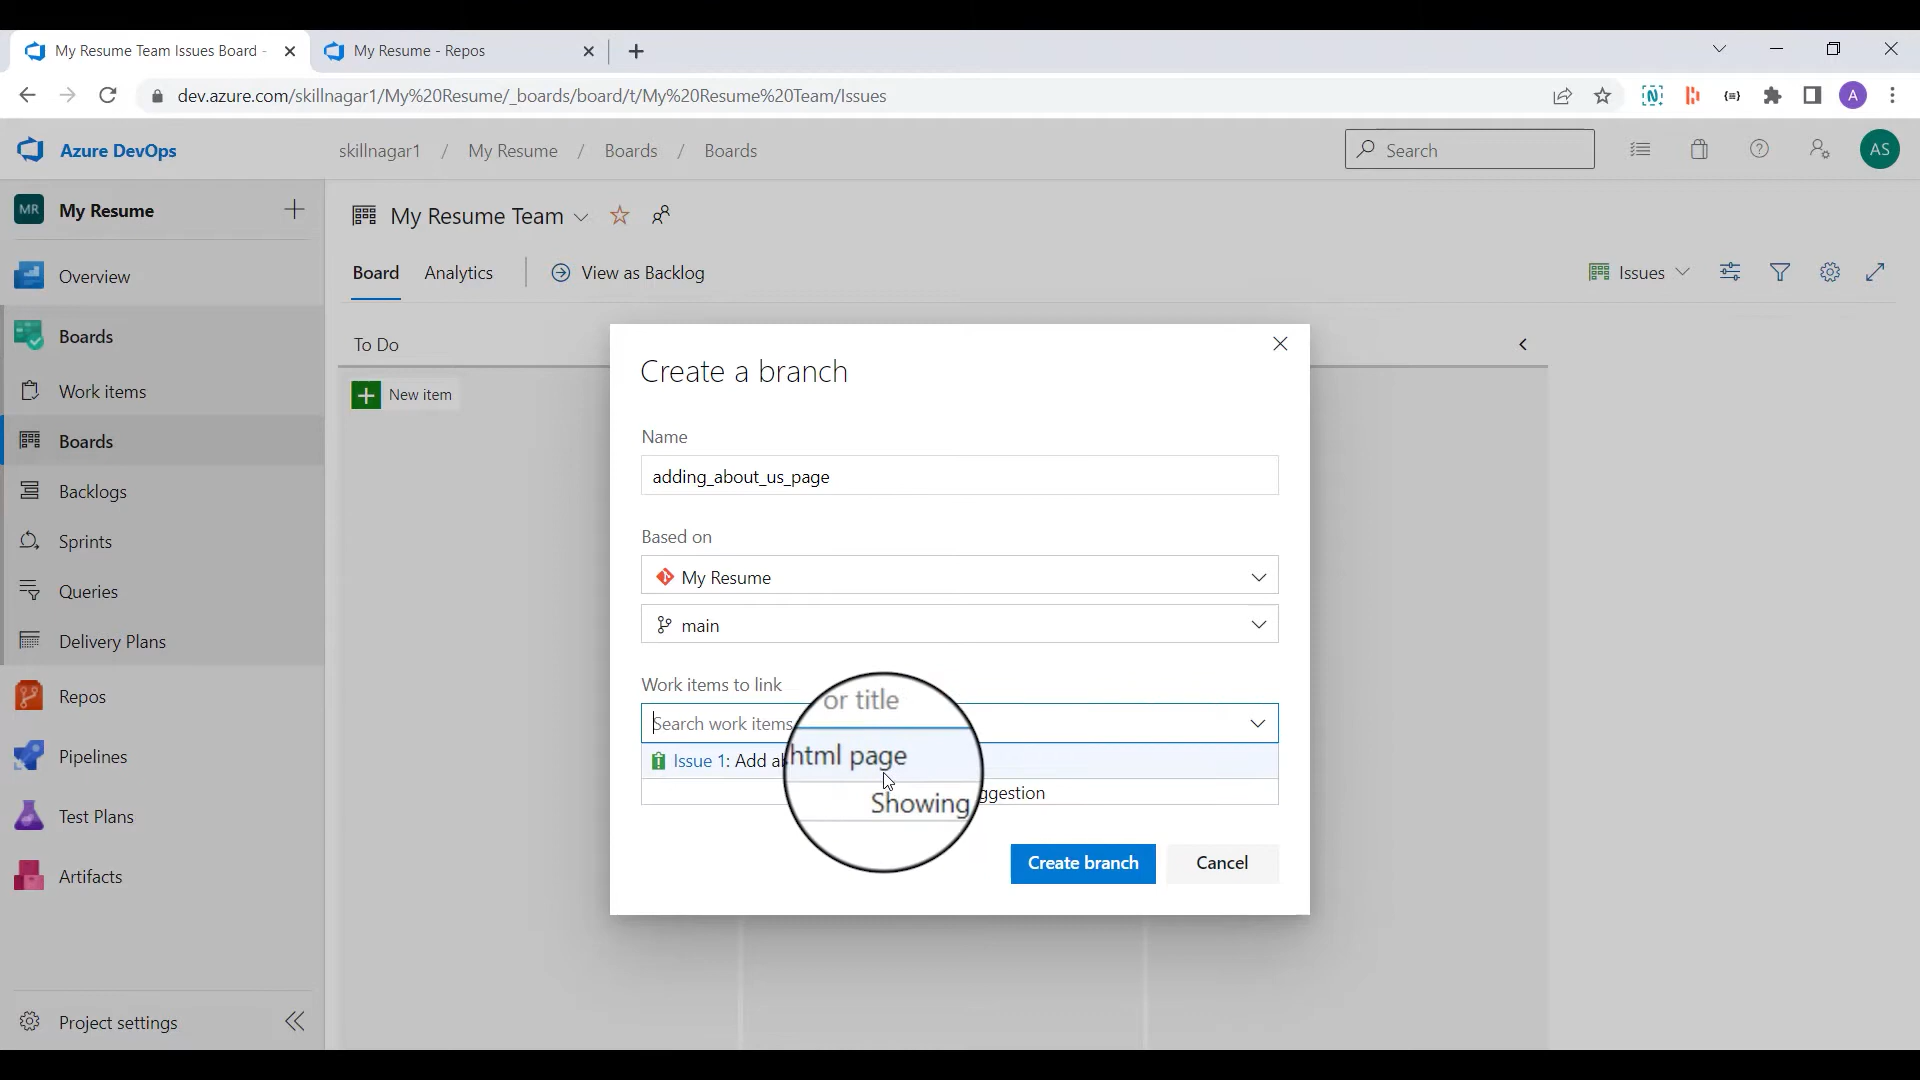 My Resume Team Issues Board -
My Resume - Repos
dev.azure.com/skillnagar1/My%20Resume/_boards/board/t/My%20Resume%20Team/Issues
A
Azure DevOps
skillnagar1 / My Resume / Boards / Boards
Search
AS
MR My Resume
My Resume Team
Overview
Board Analytics View as Backlog
Issues
Boards
To Do
Work items
New item
Boards
Backlogs
Sprints
Queries
Delivery Plans
Repos
Pipelines
Test Plans
Artifacts
Project settings
Create a branch
Name
adding_about_us_page
Based on
My Resume
main
Work items to link
or title
Search work items
html page
Issue 1: Add
Showing
Create branch Cancel